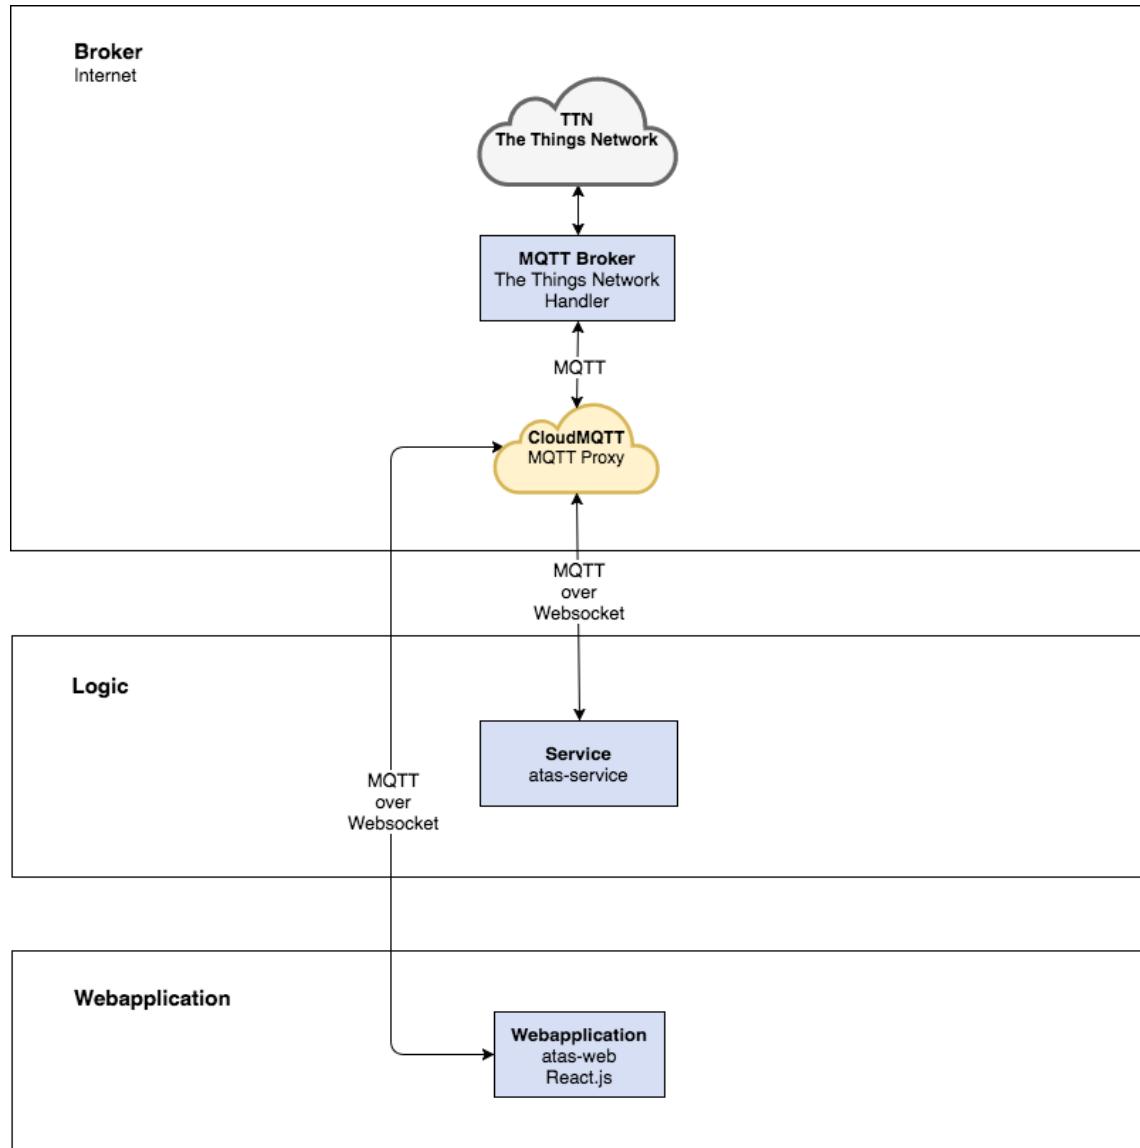 Broker
Internet
TTN
The Things Network
MQTT Broker
The Things Network
Handler
MQTT
CloudMQTT
MQTT Proxy
MQTT
over
Websocket
Logic
Service
atas-service
MQTT
over
Websocket
Webapplication
Webapplication
atas-web
React.js